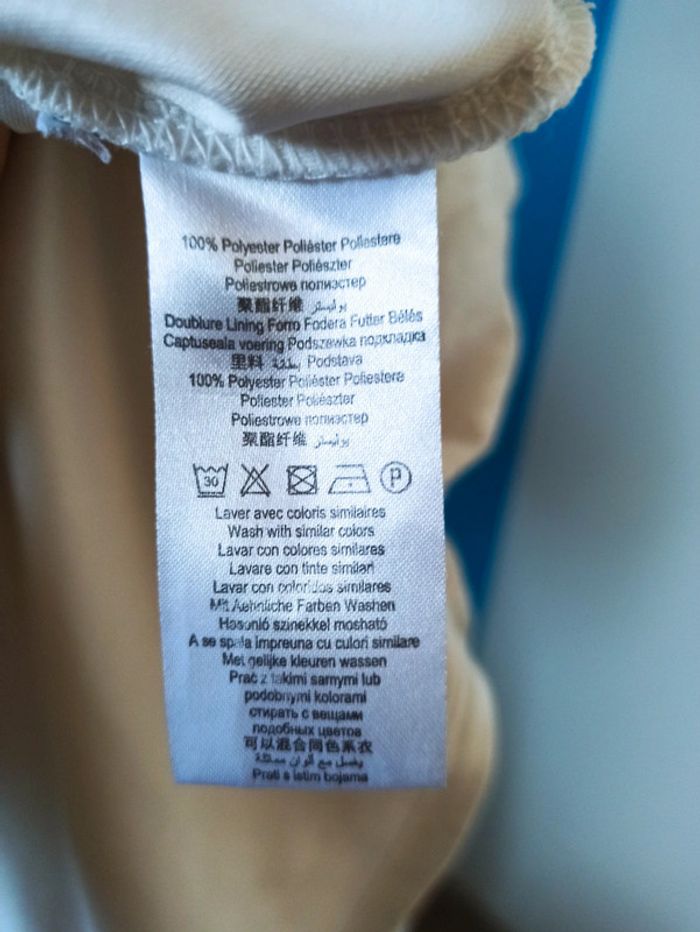 100% Polyester Poliéster Poliestere
Poliester Poliészter
Poliestrowe полиэстер
聚酯纤维 بوليستر
Doublure Lining Forro Fodera Futter Bélés
Captuseala voering Podszewka подкладка
里料 بطانة Podstava
100% Polyester Poliéster Poliestere
Poliester Poliészter
Poliestrowe полиэстер
聚酯纤维 بوليستر
30 P
Laver avec coloris similaires
Wash with similar colors
Lavar con colores similares
Lavare con tinte similari
Lavar con coloridos similares
Mit Aehnliche Farben Washen
Hasonló szinekkel mosható
A se spala impreuna cu culori similare
Met gelijke kleuren wassen
Prać z takimi samymi lub
podobnymi kolorami
стирать с вещами
подобных цветов
可以混合同色系衣
يغسل مع ألوان مماثلة
Prati s istim bojama